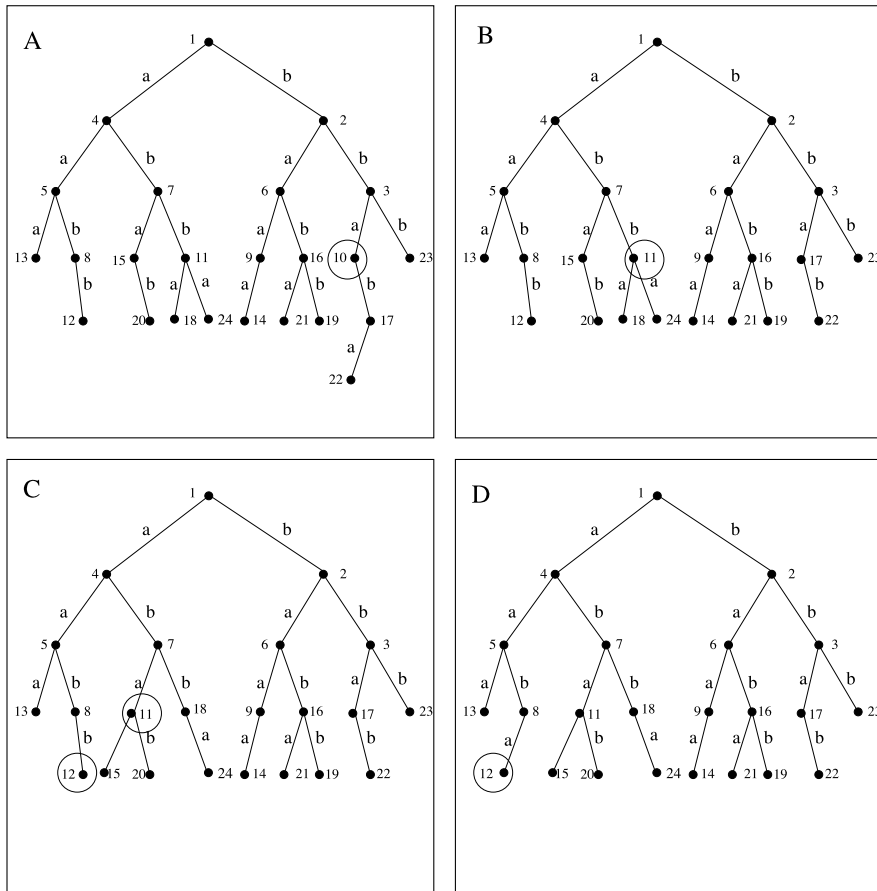 A
1
a b
4 2
a b a b
5 7 6 3
a b a b a b a b
13 8 15 11 9 16 10 23
b b a a a a b b
12 20 18 24 14 21 19 17
a
22
B
1
a b
4 2
a b a b
5 7 6 3
a b a b a b a b
13 8 15 11 9 16 17 23
b b a a a a b b
12 20 18 24 14 21 19 22
C
1
a b
4 2
a b a b
5 7 6 3
a b a b a b a b
13 8 11 18 9 16 17 23
b b a a a b b
12 15 20 24 14 21 19 22
D
1
a b
4 2
a b a b
5 7 6 3
a b a b a b a b
13 8 11 18 9 16 17 23
a b a a a b b
12 15 20 24 14 21 19 22